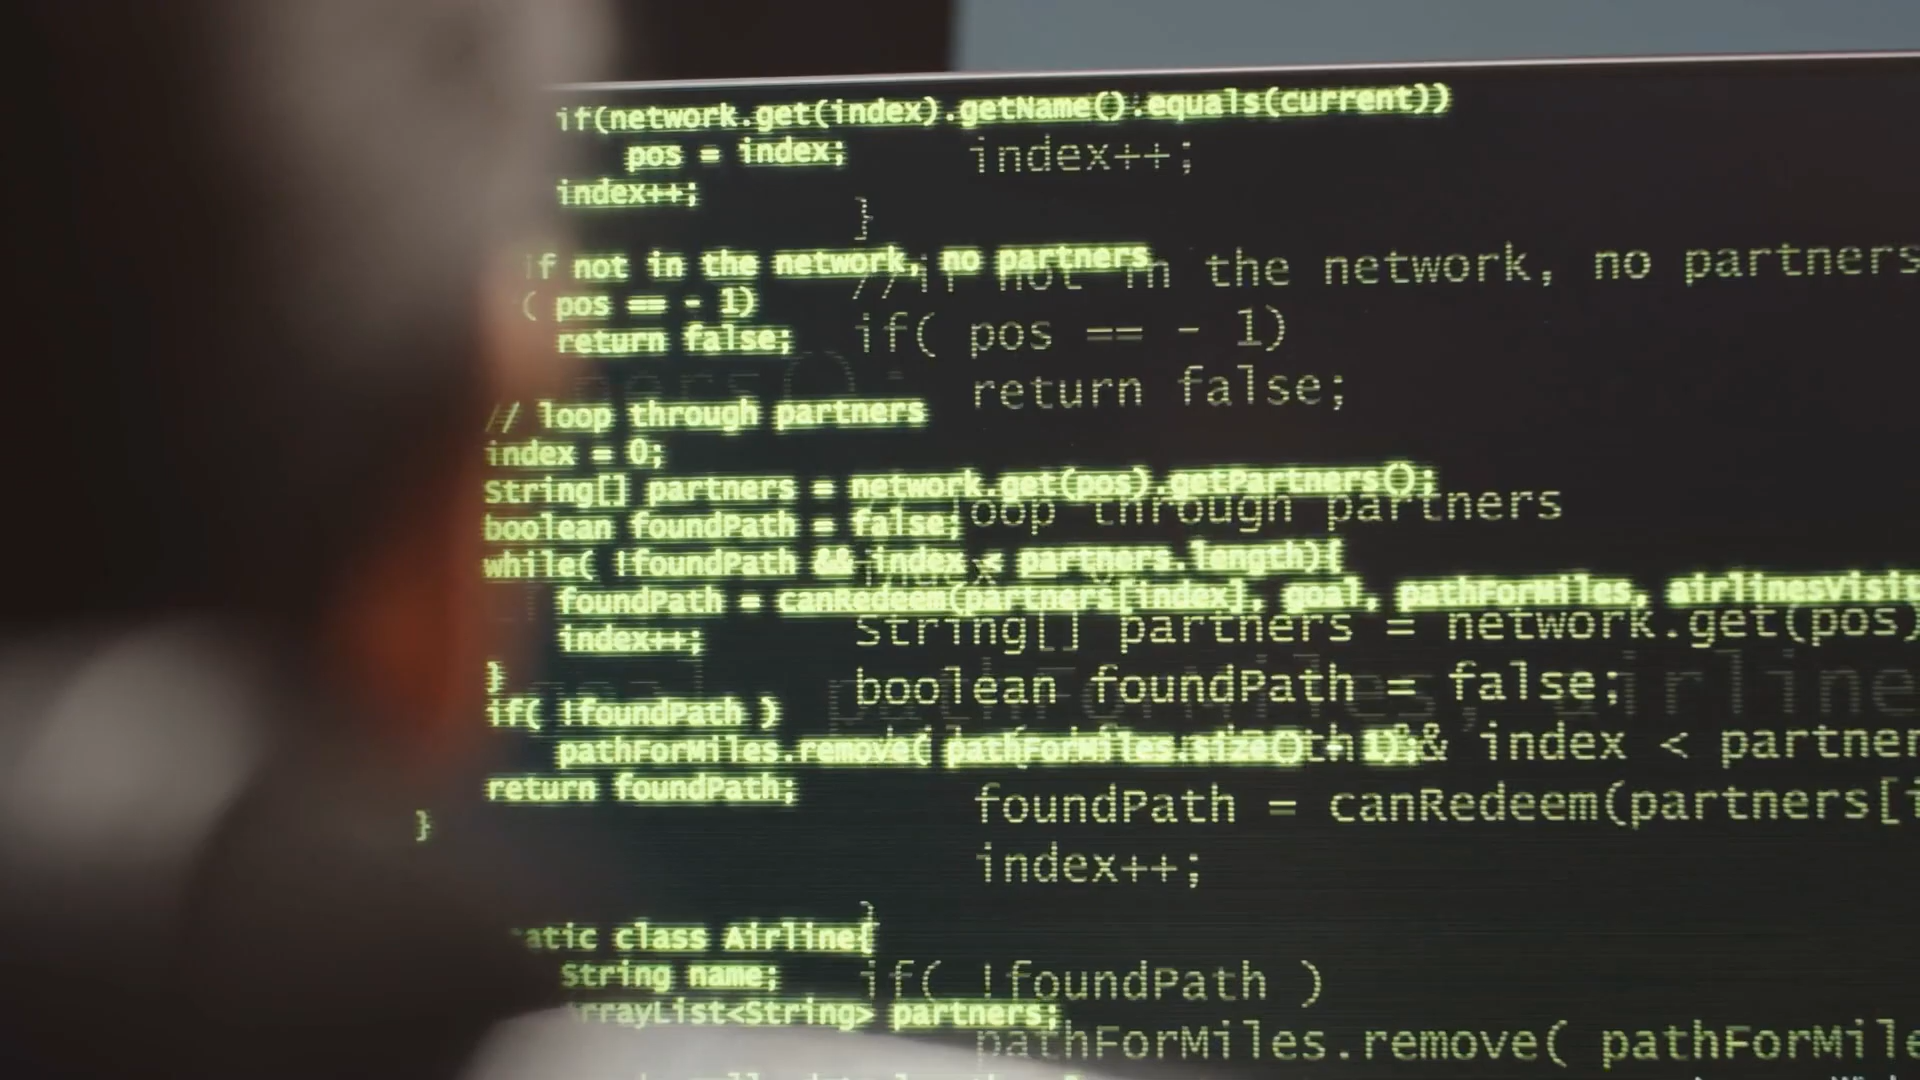 if(network.get(index).getName().equals(current))
pos = index;
index++;
if not in the network, no partners
( pos == - 1)
return false;
// loop through partners
index = 0;
String[] partners = network.get(pos).getPartners();
boolean foundPath = false;
while( !foundPath && index < partners.length){
foundPath = canRedeem(partners[index], goal, pathForMiles, airlinesVisit
index++;
}
if( !foundPath )
pathForMiles.remove( pathForMiles.size() - 1);
return foundPath;
}
tatic class Airline{
String name;
rrayList<String> partners;
index++;
}
//if not in the network, no partners
if( pos == - 1)
return false;
loop through partners
String[] partners = network.get(pos)
boolean foundPath = false;
&& index < partner
foundPath = canRedeem(partners[i
index++;
}
if( !foundPath )
pathForMiles.remove( pathForMile